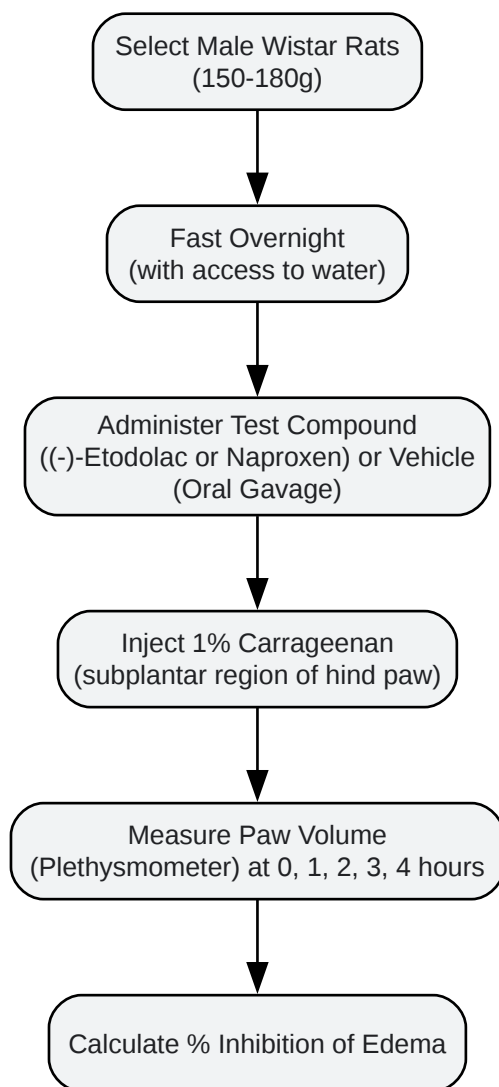 Select Male Wistar Rats
(150-180g)
Fast Overnight
(with access to water)
Administer Test Compound
((-)-Etodolac or Naproxen) or Vehicle
(Oral Gavage)
Inject 1% Carrageenan
(subplantar region of hind paw)
Measure Paw Volume
(Plethysmometer) at 0, 1, 2, 3, 4 hours
Calculate % Inhibition of Edema